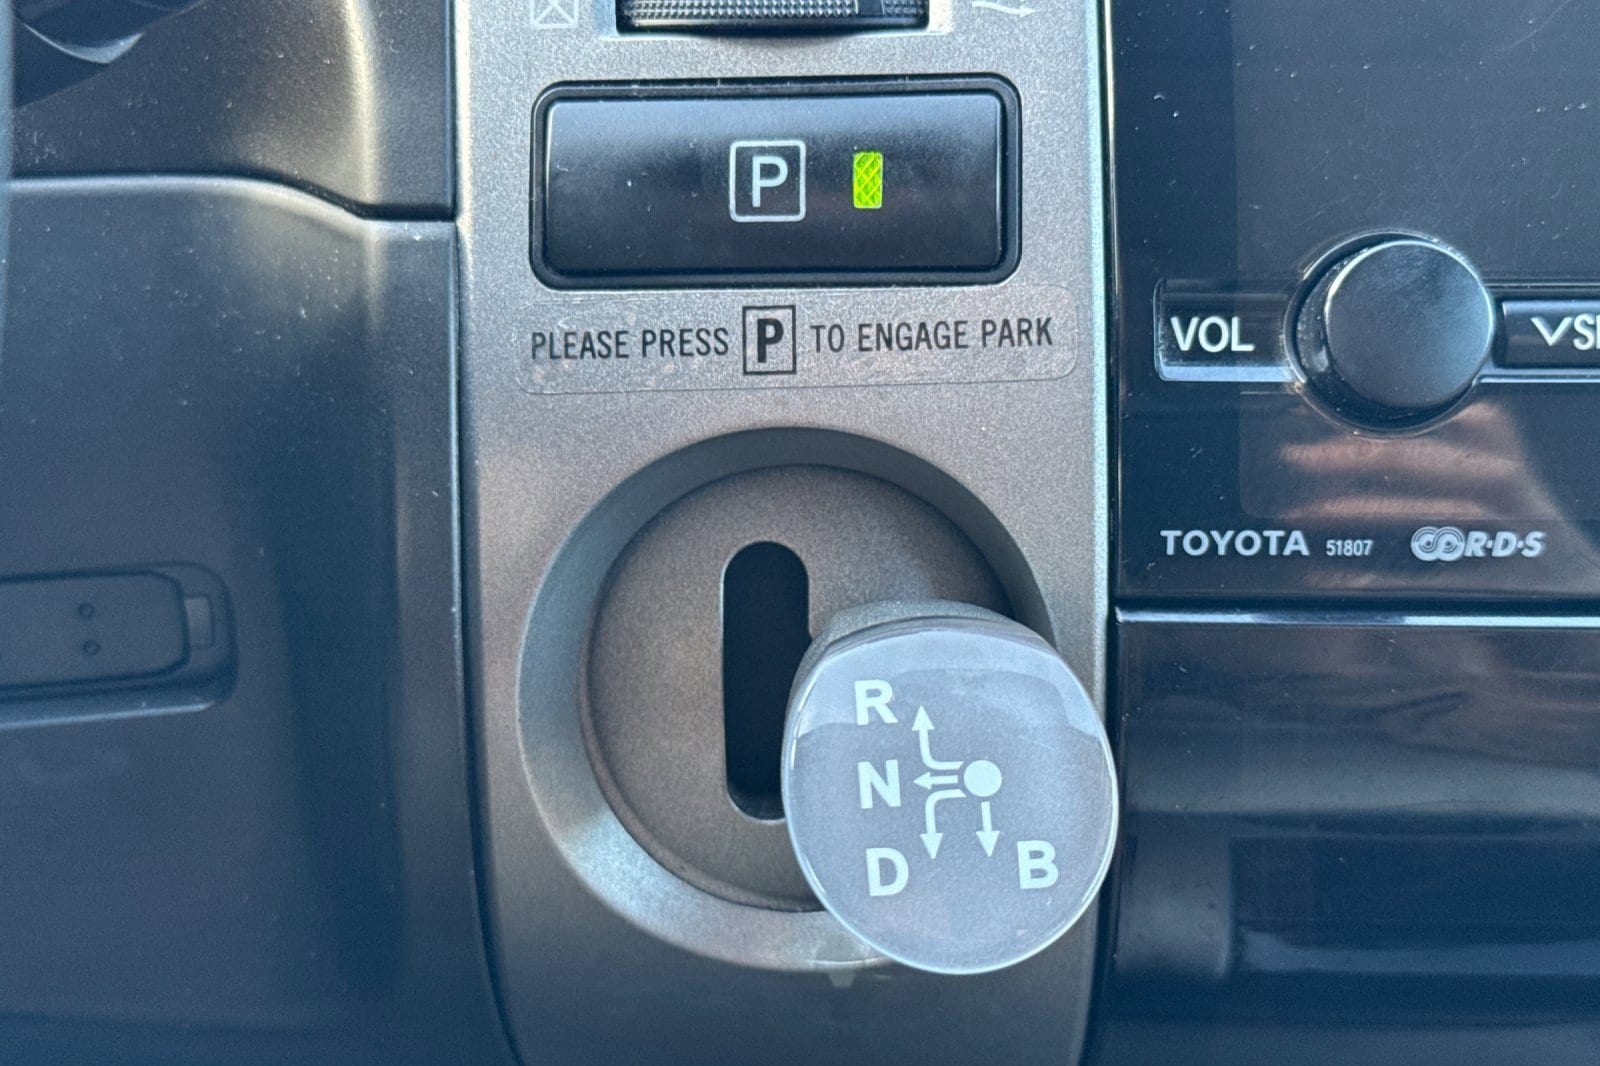 P
PLEASE PRESS P TO ENGAGE PARK
VOL
TOYOTA 51807 R·D·S
R
N
D B